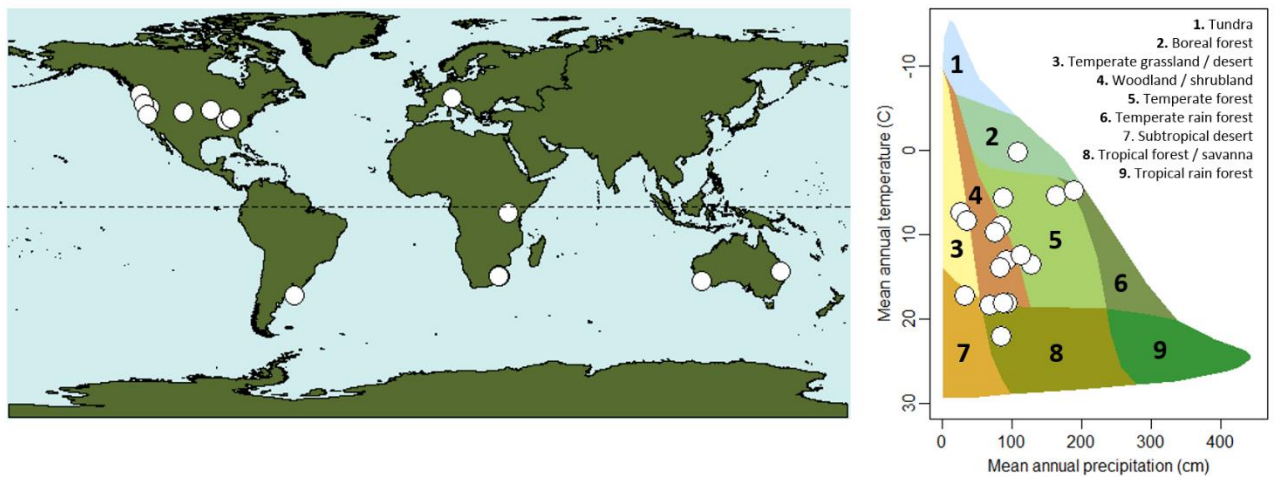 1. Tundra
2. Boreal forest
3. Temperate grassland / desert
4. Woodland / shrubland
5. Temperate forest
6. Temperate rain forest
7. Subtropical desert
8. Tropical forest / savanna
9. Tropical rain forest
Mean annual temperature (C)
-10
0
10
20
30
1
2
3
4
5
6
7
8
9
0 100 200 300 400
Mean annual precipitation (cm)